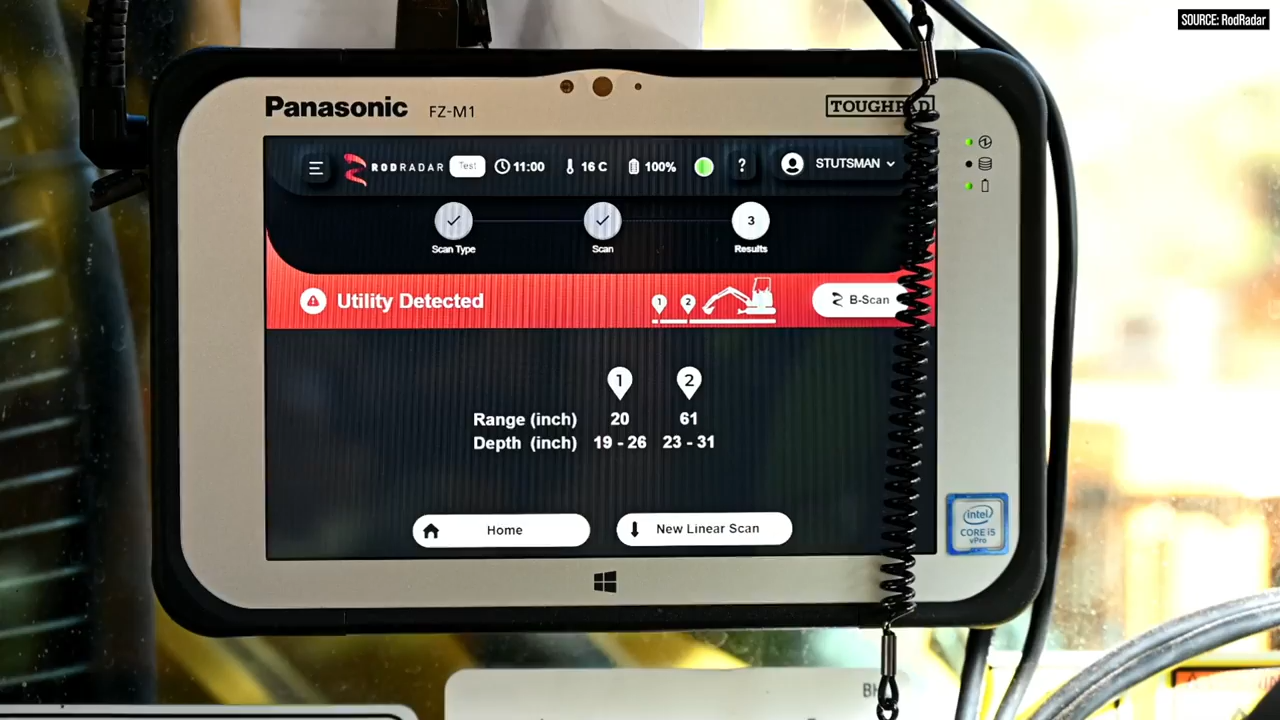 SOURCE: RodRadar
Panasonic FZ-M1
RODRADAR Test 11:00 16 C 100% ? STUTSMAN
3
Scan Type Scan Results
Utility Detected 1 2 B-Scan
1 2
Range (inch) 20 61
Depth (inch) 19 - 26 23 - 31
Home New Linear Scan
intel
CORE i5
vPro